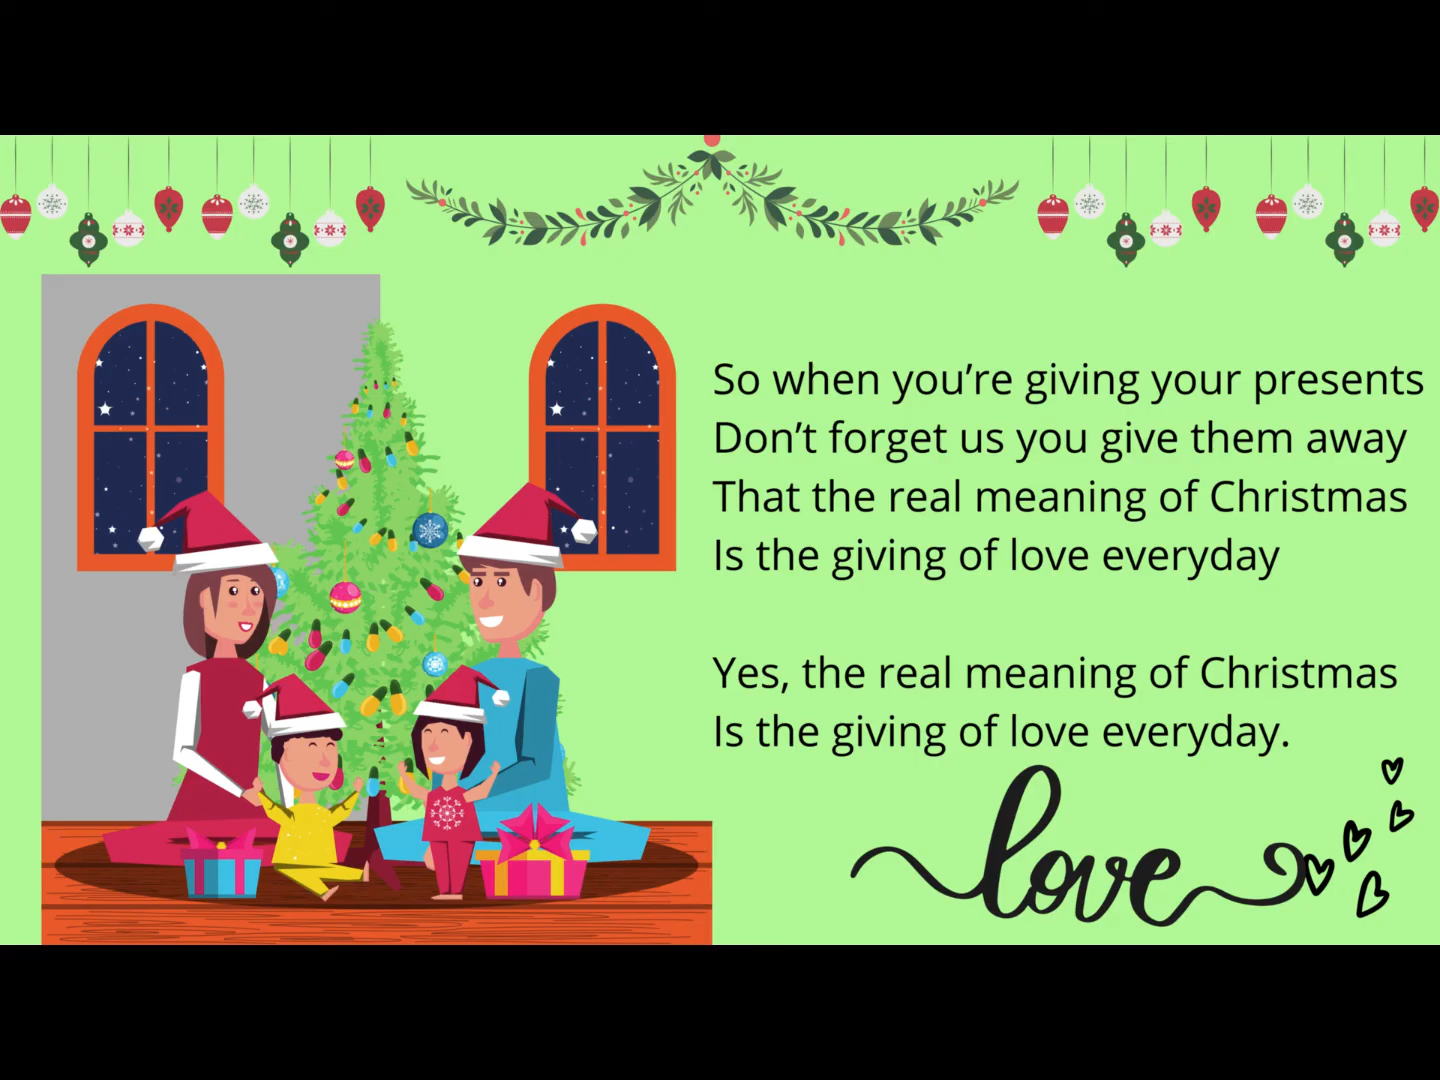 So when you’re giving your presents
Don’t forget us you give them away
That the real meaning of Christmas
Is the giving of love everyday
Yes, the real meaning of Christmas
Is the giving of love everyday.
love